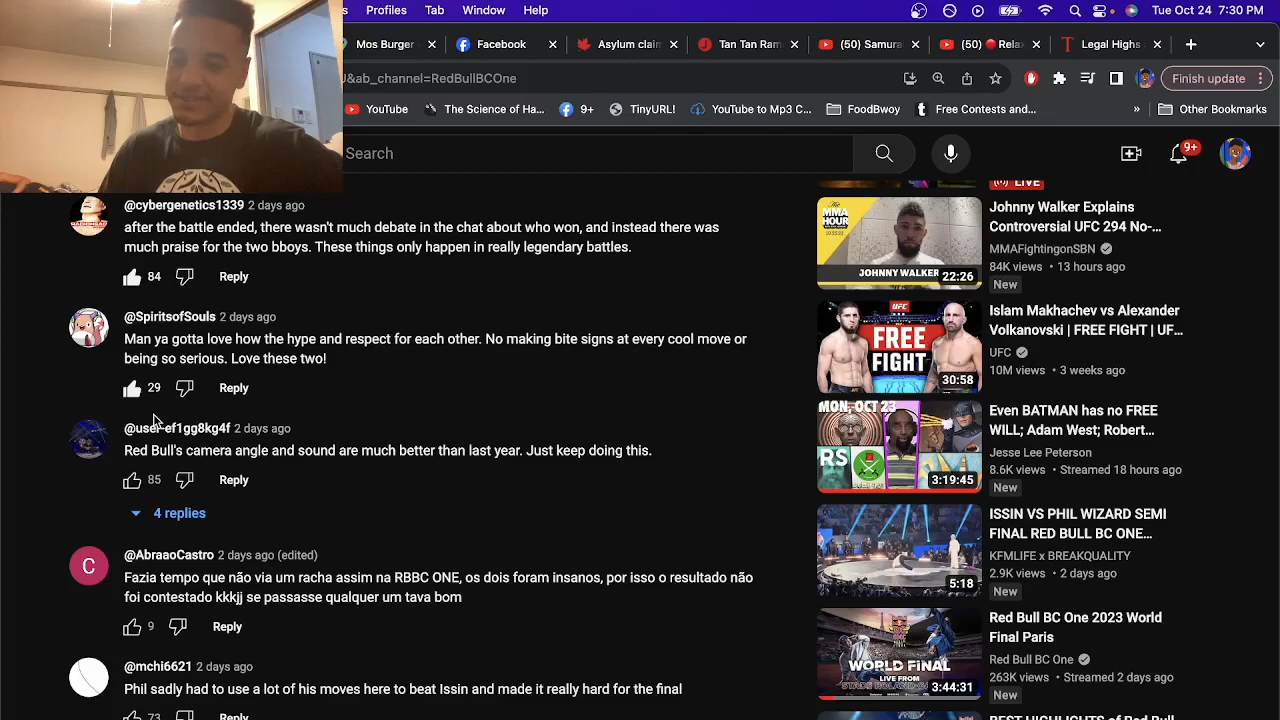 s Profiles Tab Window Help Tue Oct 24 7:30 PM
Mos Burger Facebook Asylum clain Tan Tan Ram (50) Samura (50) Relax Legal Highs
J&ab_channel=RedBullBCOne Finish update
YouTube The Science of Ha... 9+ TinyURL! YouTube to Mp3 C... FoodBwoy Free Contests and... » Other Bookmarks
Search 9+
@cybergenetics1339 2 days ago
after the battle ended, there wasn't much debate in the chat about who won, and instead there was
much praise for the two bboys. These things only happen in really legendary battles.
84 Reply
@SpiritsofSouls 2 days ago
Man ya gotta love how the hype and respect for each other. No making bite signs at every cool move or
being so serious. Love these two!
29 Reply
@user-ef1gg8kg4f 2 days ago
Red Bull's camera angle and sound are much better than last year. Just keep doing this.
85 Reply
4 replies
C
@AbraaoCastro 2 days ago (edited)
Fazia tempo que não via um racha assim na RBBC ONE, os dois foram insanos, por isso o resultado não
foi contestado kkkjj se passasse qualquer um tava bom
9 Reply
@mchi6621 2 days ago
Phil sadly had to use a lot of his moves here to beat Issin and made it really hard for the final
73 Reply
LIVE
THE MMA HOUR
JOHNNY WALKER
22:26
Johnny Walker Explains
Controversial UFC 294 No-...
MMAFightingonSBN
84K views • 13 hours ago
New
UFC
FREE
FIGHT
30:58
Islam Makhachev vs Alexander
Volkanovski | FREE FIGHT | UF...
UFC
10M views • 3 weeks ago
MON, OCT 23
RS
3:19:45
Even BATMAN has no FREE
WILL; Adam West; Robert...
Jesse Lee Peterson
8.6K views • Streamed 18 hours ago
New
5:18
ISSIN VS PHIL WIZARD SEMI
FINAL RED BULL BC ONE...
KFMLIFE x BREAKQUALITY
2.9K views • 2 days ago
New
WORLD FINAL
3:44:31
Red Bull BC One 2023 World
Final Paris
Red Bull BC One
263K views • Streamed 2 days ago
New
BEST HIGHLIGHTS of Red Bull